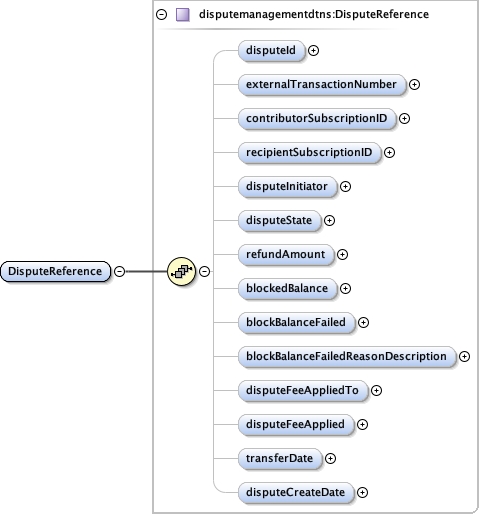 disputemanagementdtns:DisputeReference
disputeId
externalTransactionNumber
contributorSubscriptionID
recipientSubscriptionID
disputeInitiator
disputeState
refundAmount
DisputeReference
blockedBalance
blockBalanceFailed
blockBalanceFailedReasonDescription
disputeFeeAppliedTo
disputeFeeApplied
transferDate
disputeCreateDate